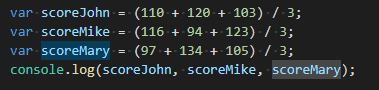 var scoreJohn = (110 + 120 + 103) / 3;
var scoreMike = (116 + 94 + 123) / 3;
var scoreMary = (97 + 134 + 105) / 3;
console.log(scoreJohn, scoreMike, scoreMary);